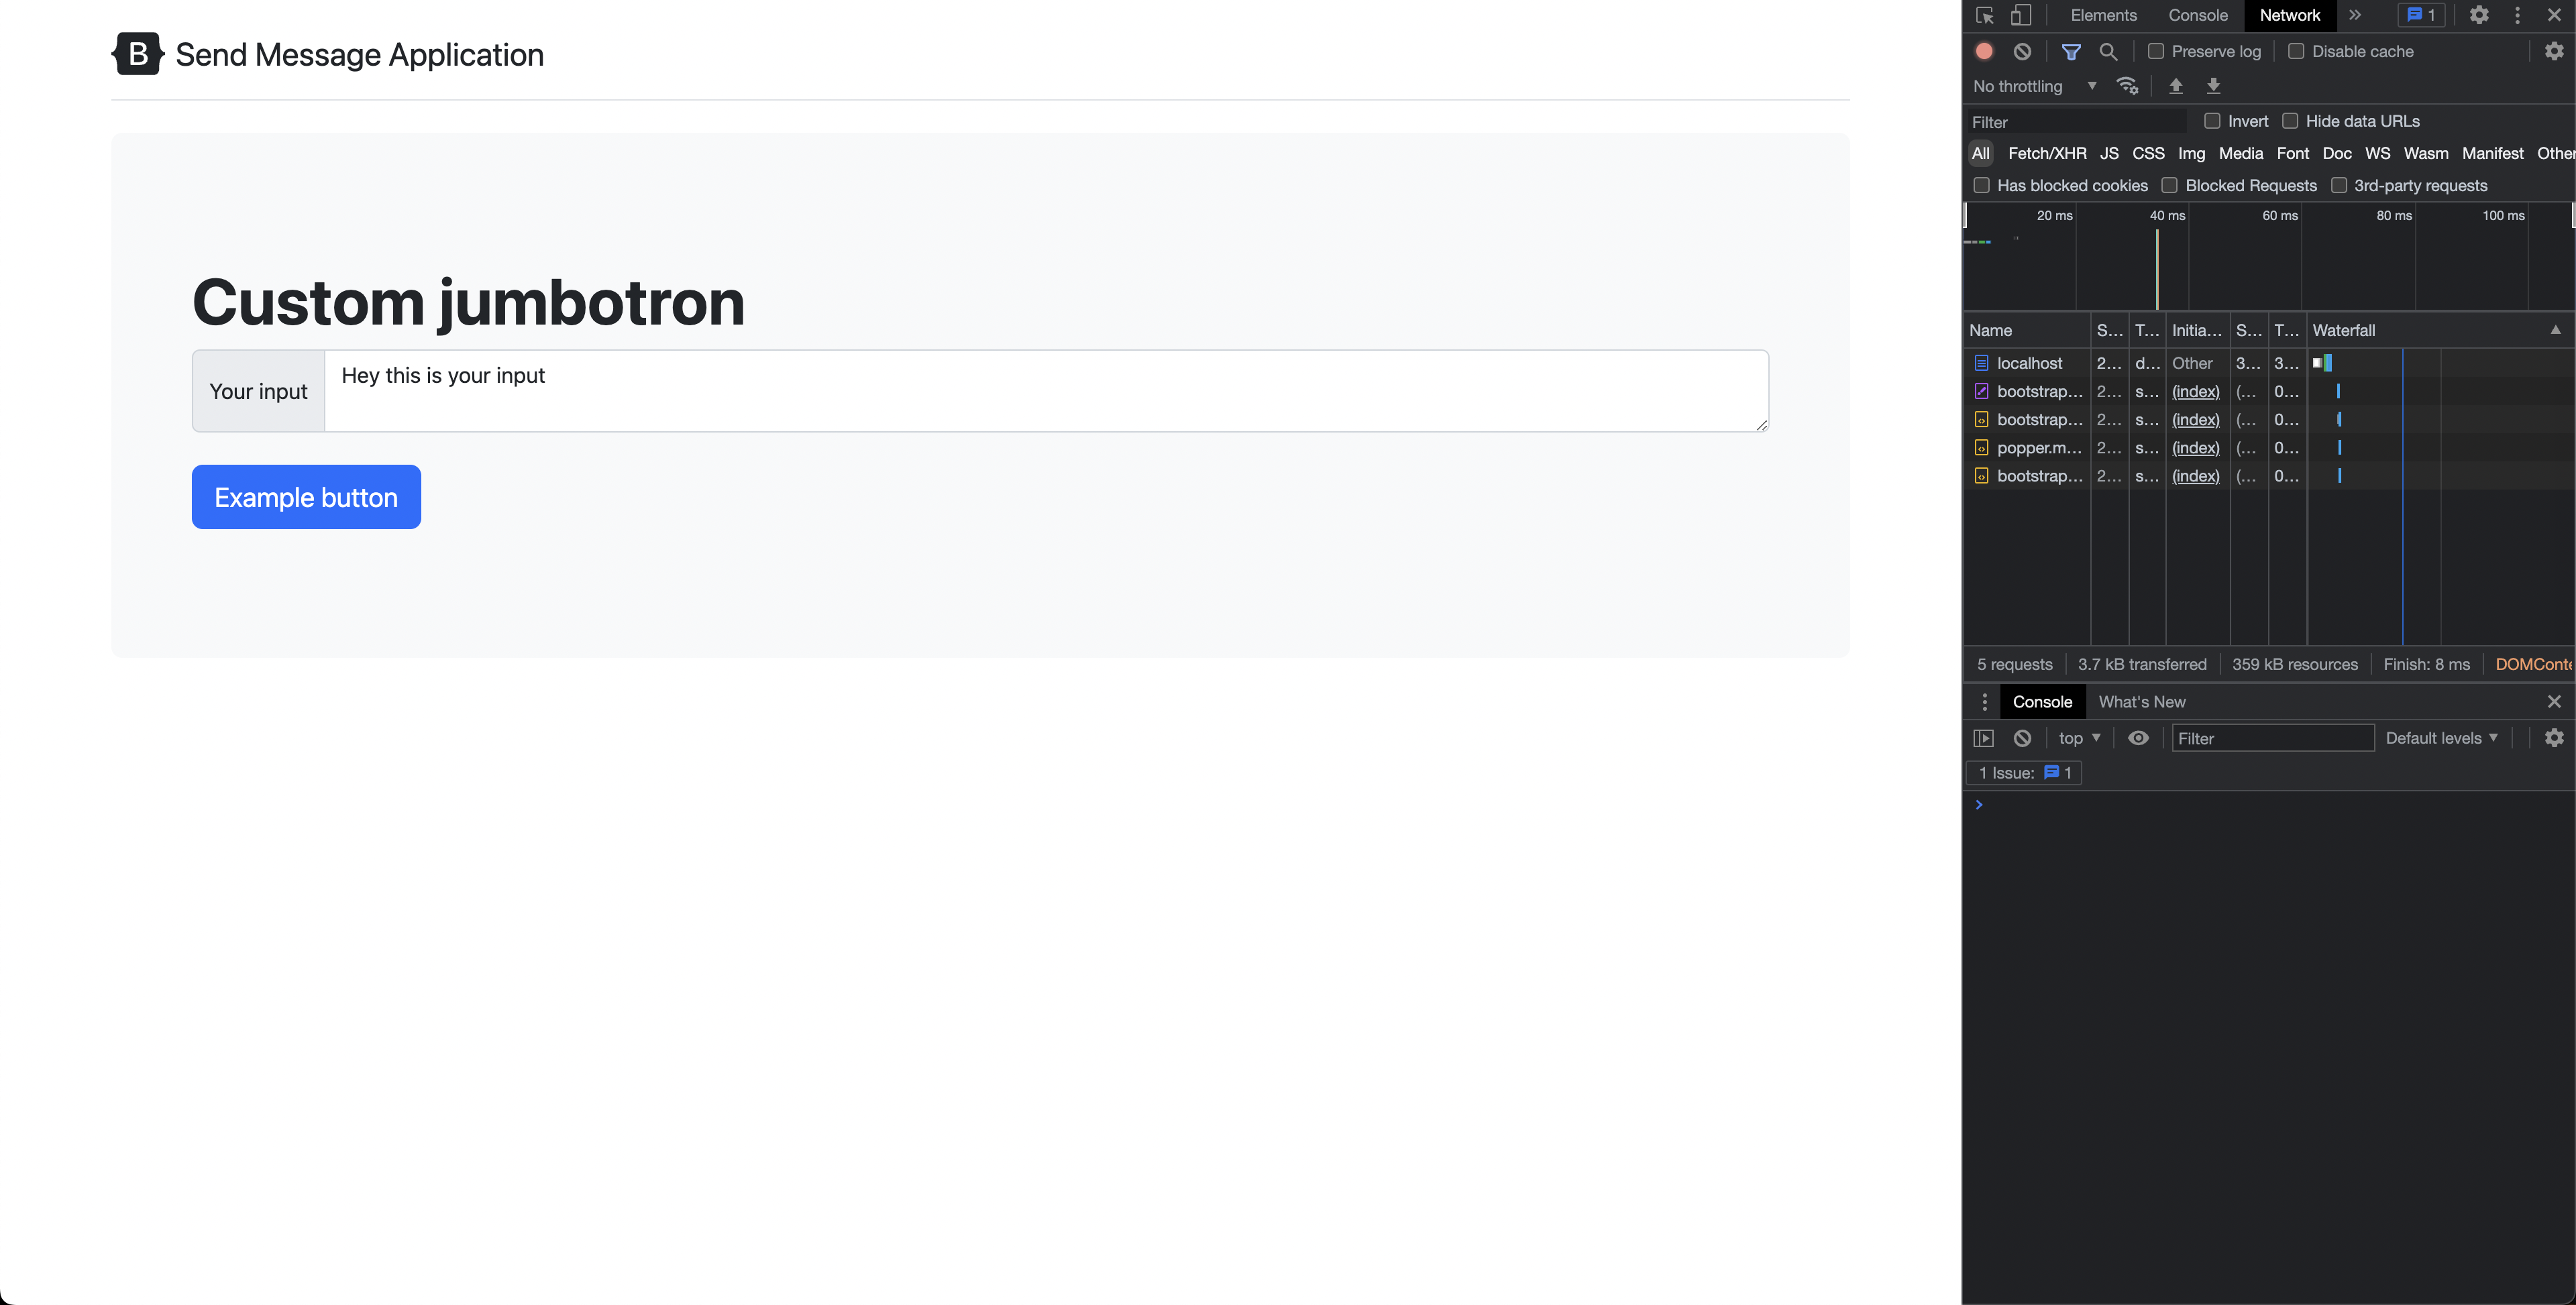 B Send Message Application
Custom jumbotron
Your input Hey this is your input
Example button
Elements Console Network 1
Preserve log Disable cache
No throttling
Filter Invert Hide data URLs
All Fetch/XHR JS CSS Img Media Font Doc WS Wasm Manifest Other
Has blocked cookies Blocked Requests 3rd-party requests
20 ms 40 ms 60 ms 80 ms 100 ms
Name S... T... Initia... S... T... Waterfall
localhost 2... d... Other 3... 3...
bootstrap... 2... s... (index) (... 0...
bootstrap... 2... s... (index) (... 0...
popper.m... 2... s... (index) (... 0...
bootstrap... 2... s... (index) (... 0...
5 requests 3.7 kB transferred 359 kB resources Finish: 8 ms DOMConte
Console What's New
top Filter Default levels
1 Issue: 1